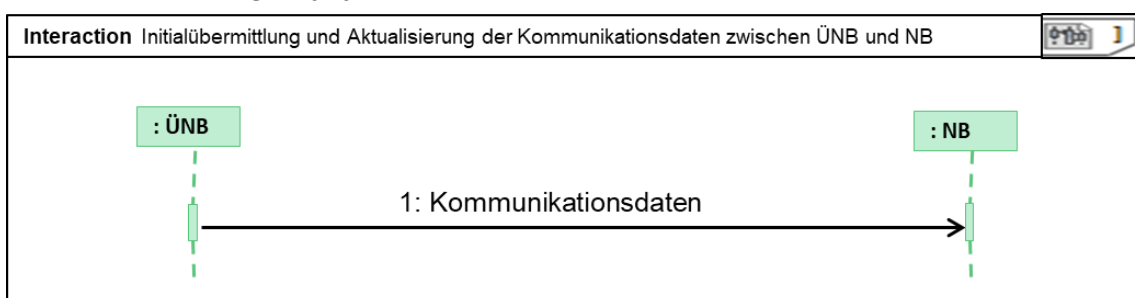 Interaction Initialübermittlung und Aktualisierung der Kommunikationsdaten zwischen ÜNB und NB
: ÜNB
: NB
1: Kommunikationsdaten